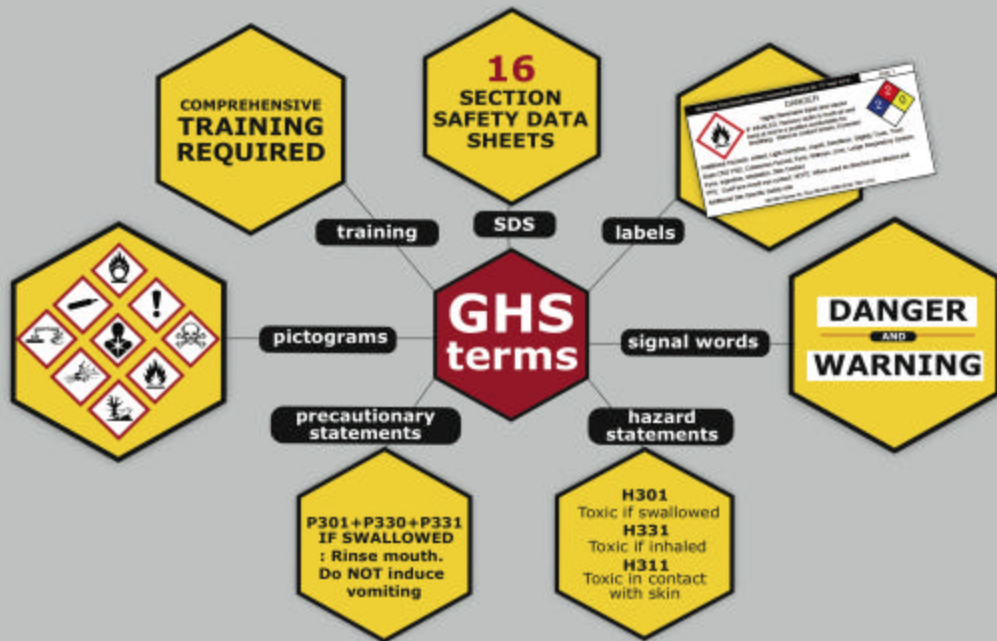 COMPREHENSIVE
TRAINING
REQUIRED
16
SECTION
SAFETY DATA
SHEETS
DANGER
training
SDS
labels
GHS
terms
pictograms
signal words
DANGER
AND
WARNING
precautionary
statements
hazard
statements
P301+P330+P331
IF SWALLOWED
: Rinse mouth.
Do NOT induce
vomiting
H301
Toxic if swallowed
H331
Toxic if inhaled
H311
Toxic in contact
with skin